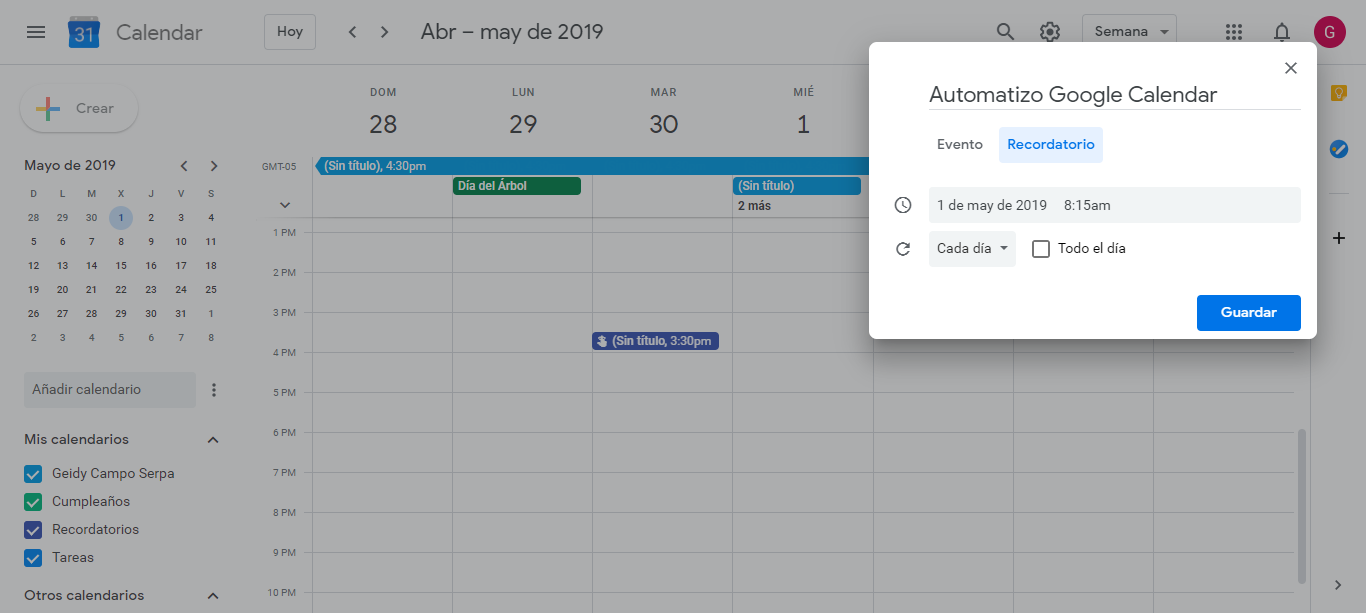 31 Calendar Hoy Abr – may de 2019 Semana G
Automatizo Google Calendar
Evento Recordatorio
1 de may de 2019 8:15am
Cada día Todo el día
Guardar
Crear
Mayo de 2019
D L M X J V S
28 29 30 1 2 3 4
5 6 7 8 9 10 11
12 13 14 15 16 17 18
19 20 21 22 23 24 25
26 27 28 29 30 31 1
2 3 4 5 6 7 8
Añadir calendario
Mis calendarios
Geidy Campo Serpa
Cumpleaños
Recordatorios
Tareas
Otros calendarios
DOM LUN MAR MIÉ
28 29 30 1
GMT-05 (Sin título), 4:30pm
Día del Árbol (Sin título)
2 más
1 PM
2 PM
3 PM
(Sin título, 3:30pm
4 PM
5 PM
6 PM
7 PM
8 PM
9 PM
10 PM